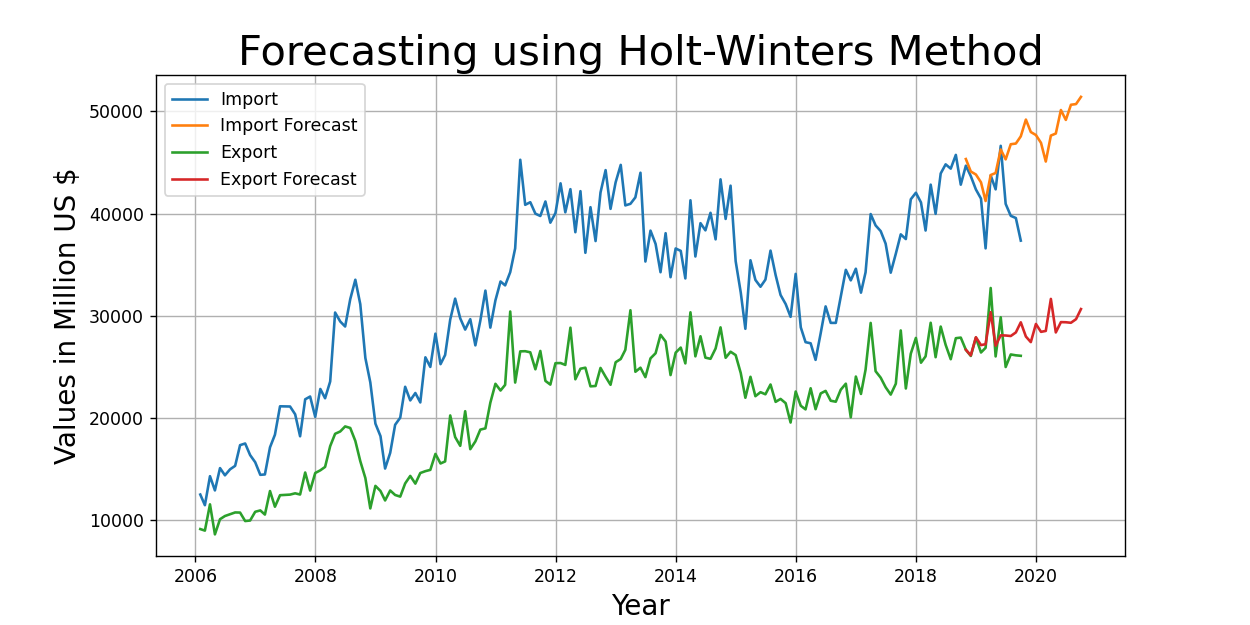 Forecasting using Holt-Winters Method
Import
Import Forecast
Export
Export Forecast
Values in Million US $
50000
40000
30000
20000
10000
2006 2008 2010 2012 2014 2016 2018 2020
Year